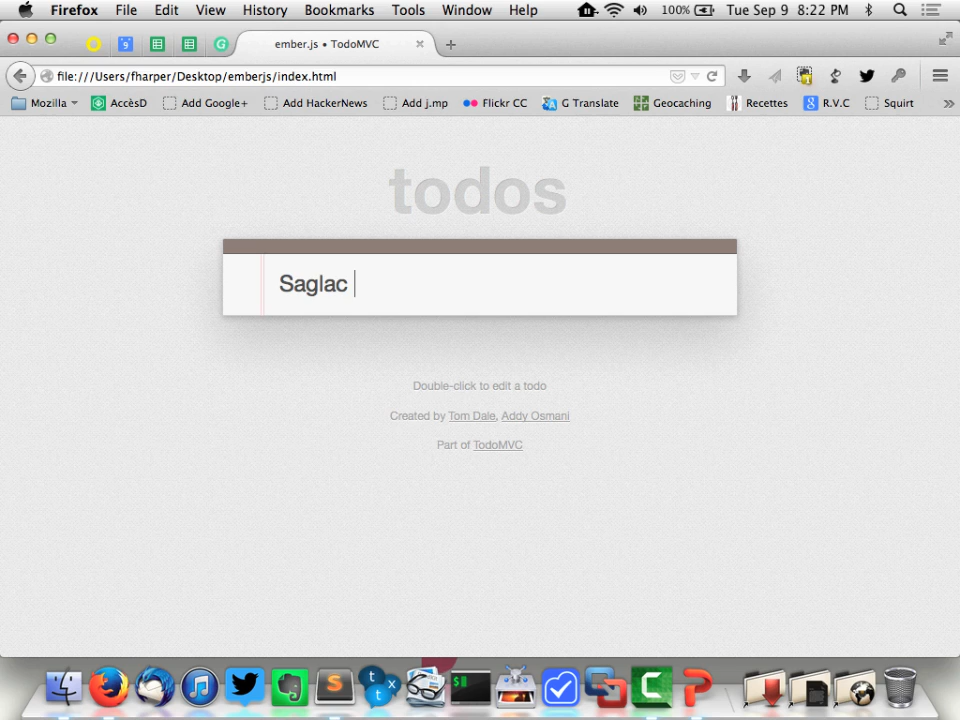 Firefox File Edit View History Bookmarks Tools Window Help 100% Tue Sep 9 8:22 PM
9 G ember.js • TodoMVC
file:///Users/fharper/Desktop/emberjs/index.html
Mozilla AccèsD Add Google+ Add HackerNews Add j.mp Flickr CC G Translate Geocaching Recettes 8 R.V.C Squirt
todos
Saglac
Double-click to edit a todo
Created by Tom Dale, Addy Osmani
Part of TodoMVC
S t t x $ C P